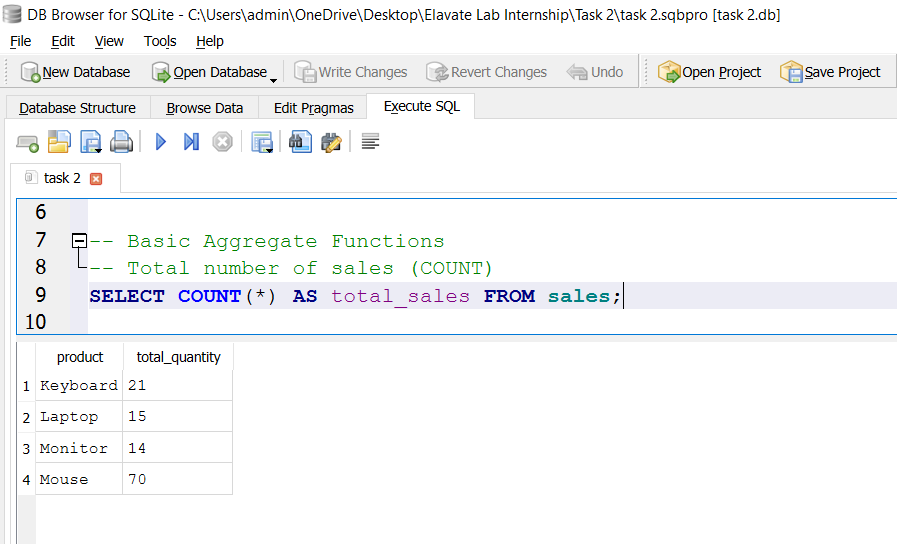 DB Browser for SQLite - C:\Users\admin\OneDrive\Desktop\Elavate Lab Internship\Task 2\task 2.sqbpro [task 2.db]
File Edit View Tools Help
New Database Open Database Write Changes Revert Changes Undo Open Project Save Project
Database Structure Browse Data Edit Pragmas Execute SQL
task 2
6
7 -- Basic Aggregate Functions
8 -- Total number of sales (COUNT)
9 SELECT COUNT(*) AS total_sales FROM sales;
10
product total_quantity
1 Keyboard 21
2 Laptop 15
3 Monitor 14
4 Mouse 70